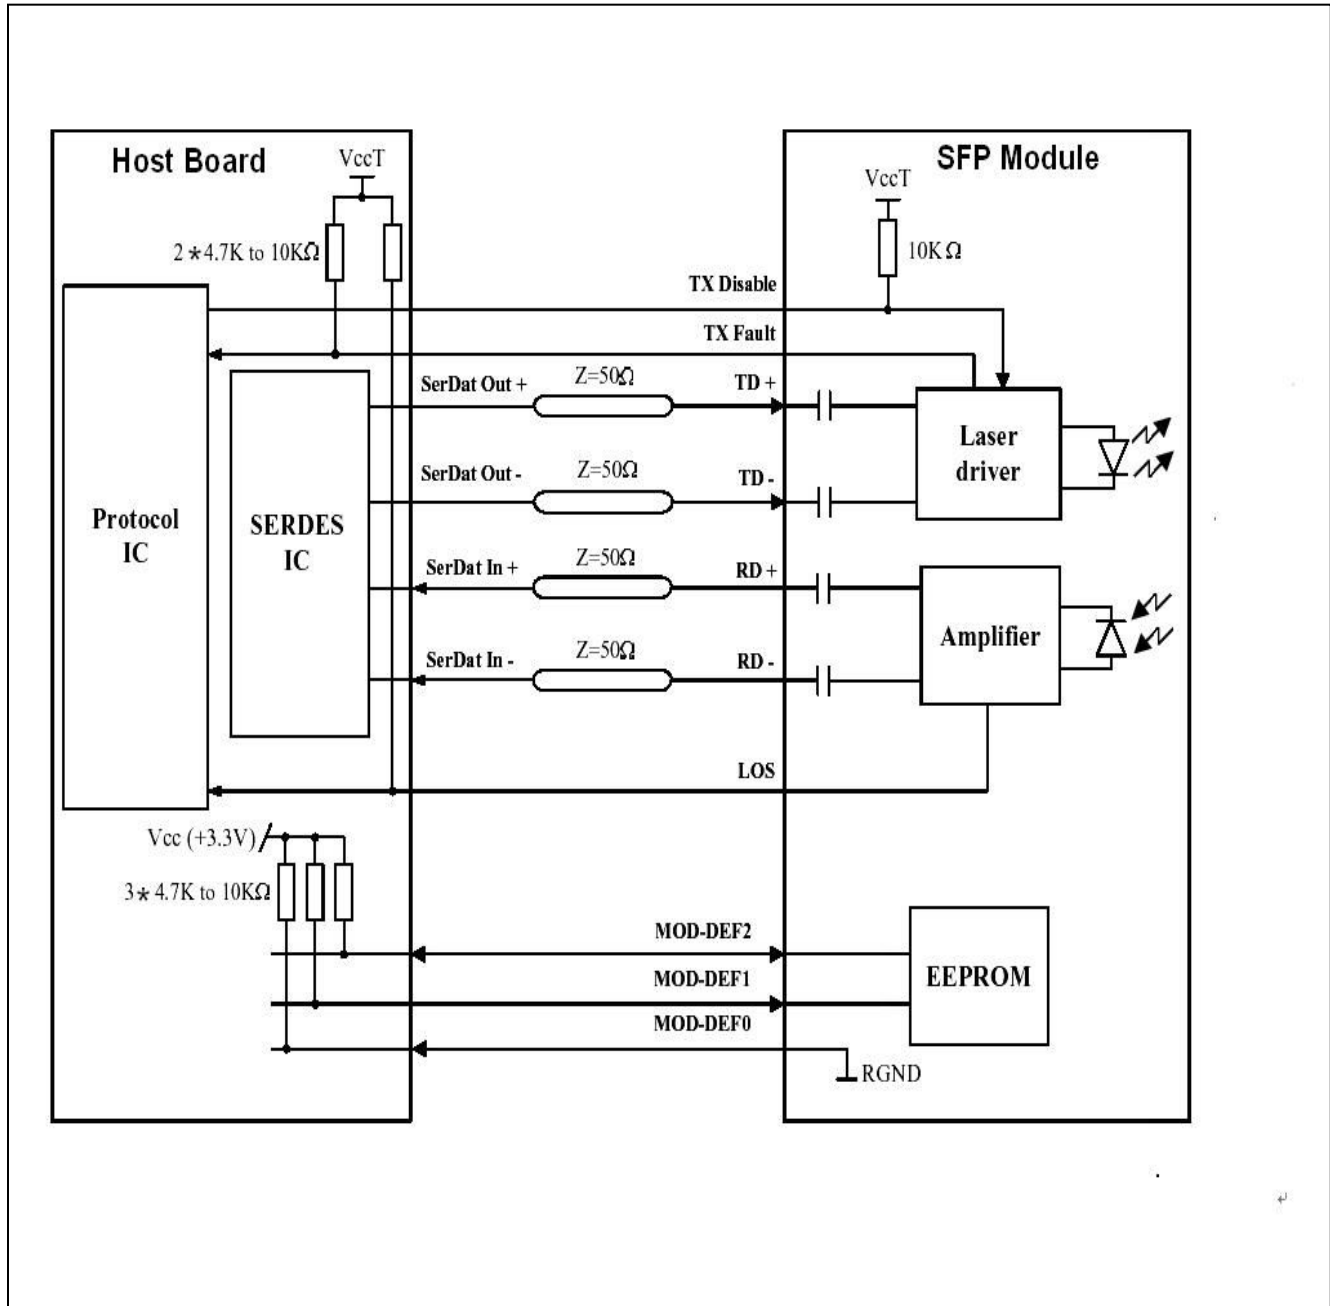 Host Board
VccT
2*4.7K to 10KΩ
SFP Module
VccT
10KΩ
TX Disable
TX Fault
SerDat Out +
Z=50Ω
TD +
SerDat Out -
Z=50Ω
TD -
Laser
driver
Protocol
IC
SERDES
IC
SerDat In +
Z=50Ω
RD +
SerDat In -
Z=50Ω
RD -
Amplifier
LOS
Vcc (+3.3V)
3* 4.7K to 10KΩ
MOD-DEF2
MOD-DEF1
MOD-DEF0
EEPROM
RGND